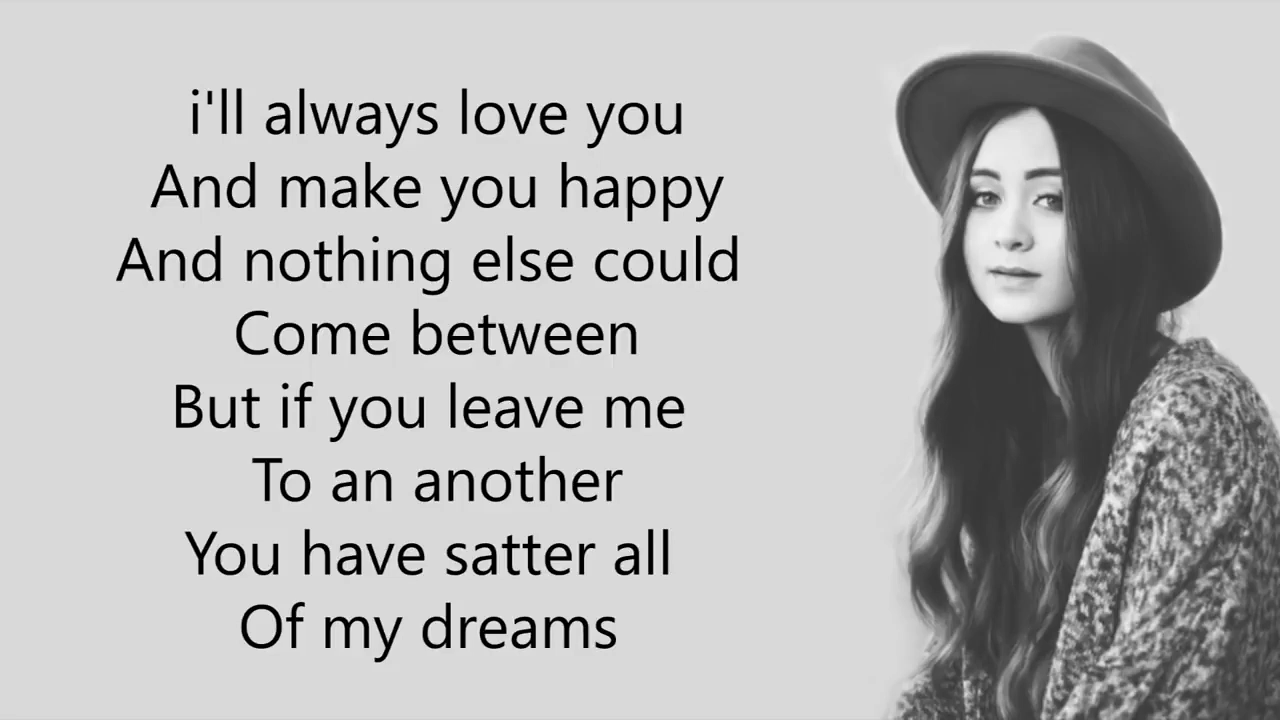 i'll always love you
And make you happy
And nothing else could
Come between
But if you leave me
To an another
You have satter all
Of my dreams